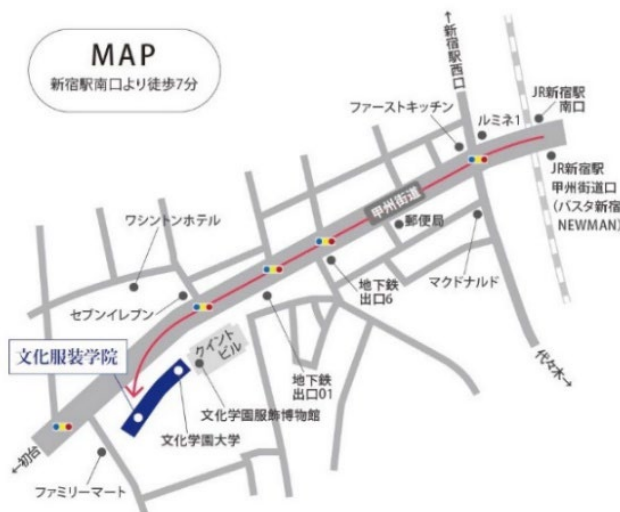 MAP
新宿駅南口より徒歩7分
←新宿駅西口
ファーストキッチン
ルミネ1
JR新宿駅
南口
JR新宿駅
甲州街道口
(バスタ新宿
NEWMAN)
甲州街道
郵便局
マクドナルド
ワシントンホテル
地下鉄
出口6
セブンイレブン
代々木→
文化服装学院
クイント
ビル
地下鉄
出口01
文化学園服飾博物館
文化学園大学
←初台
ファミリーマート